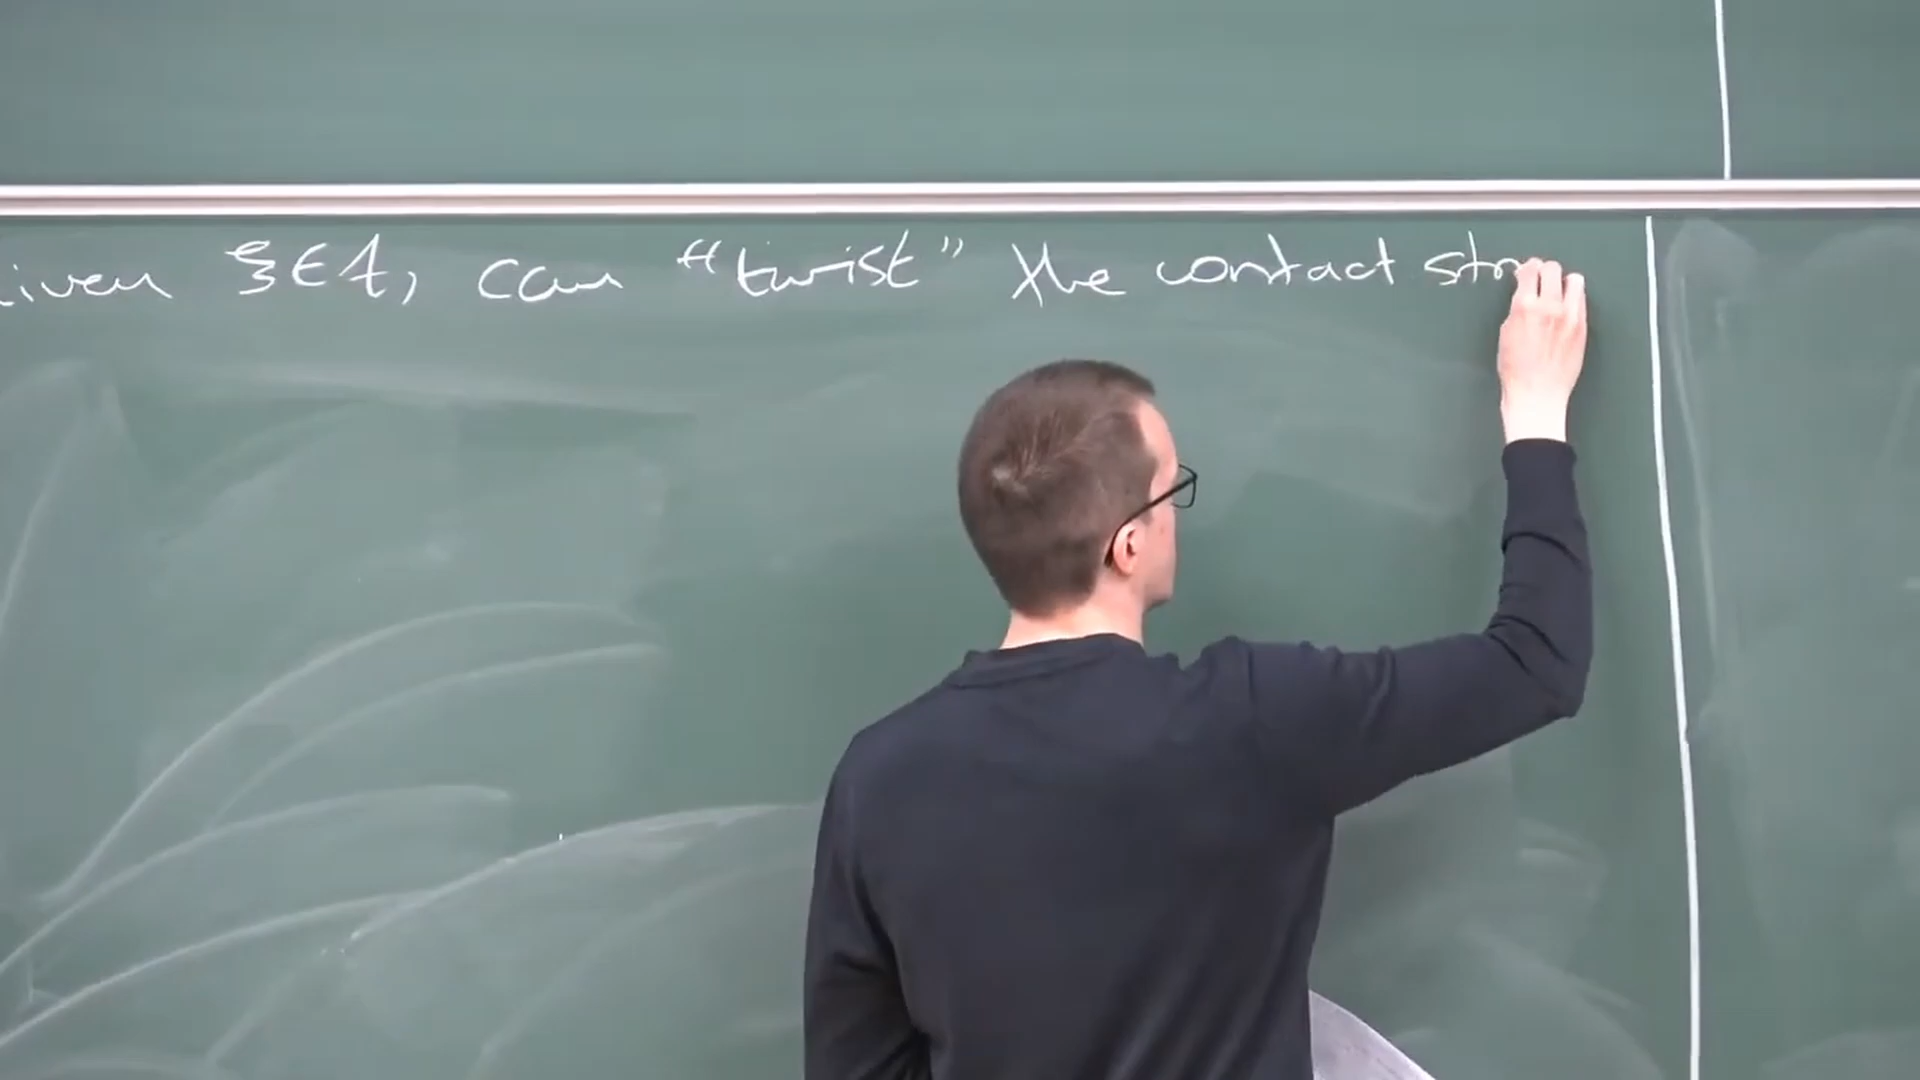 iven ξ∈t, can "twist" the contact str